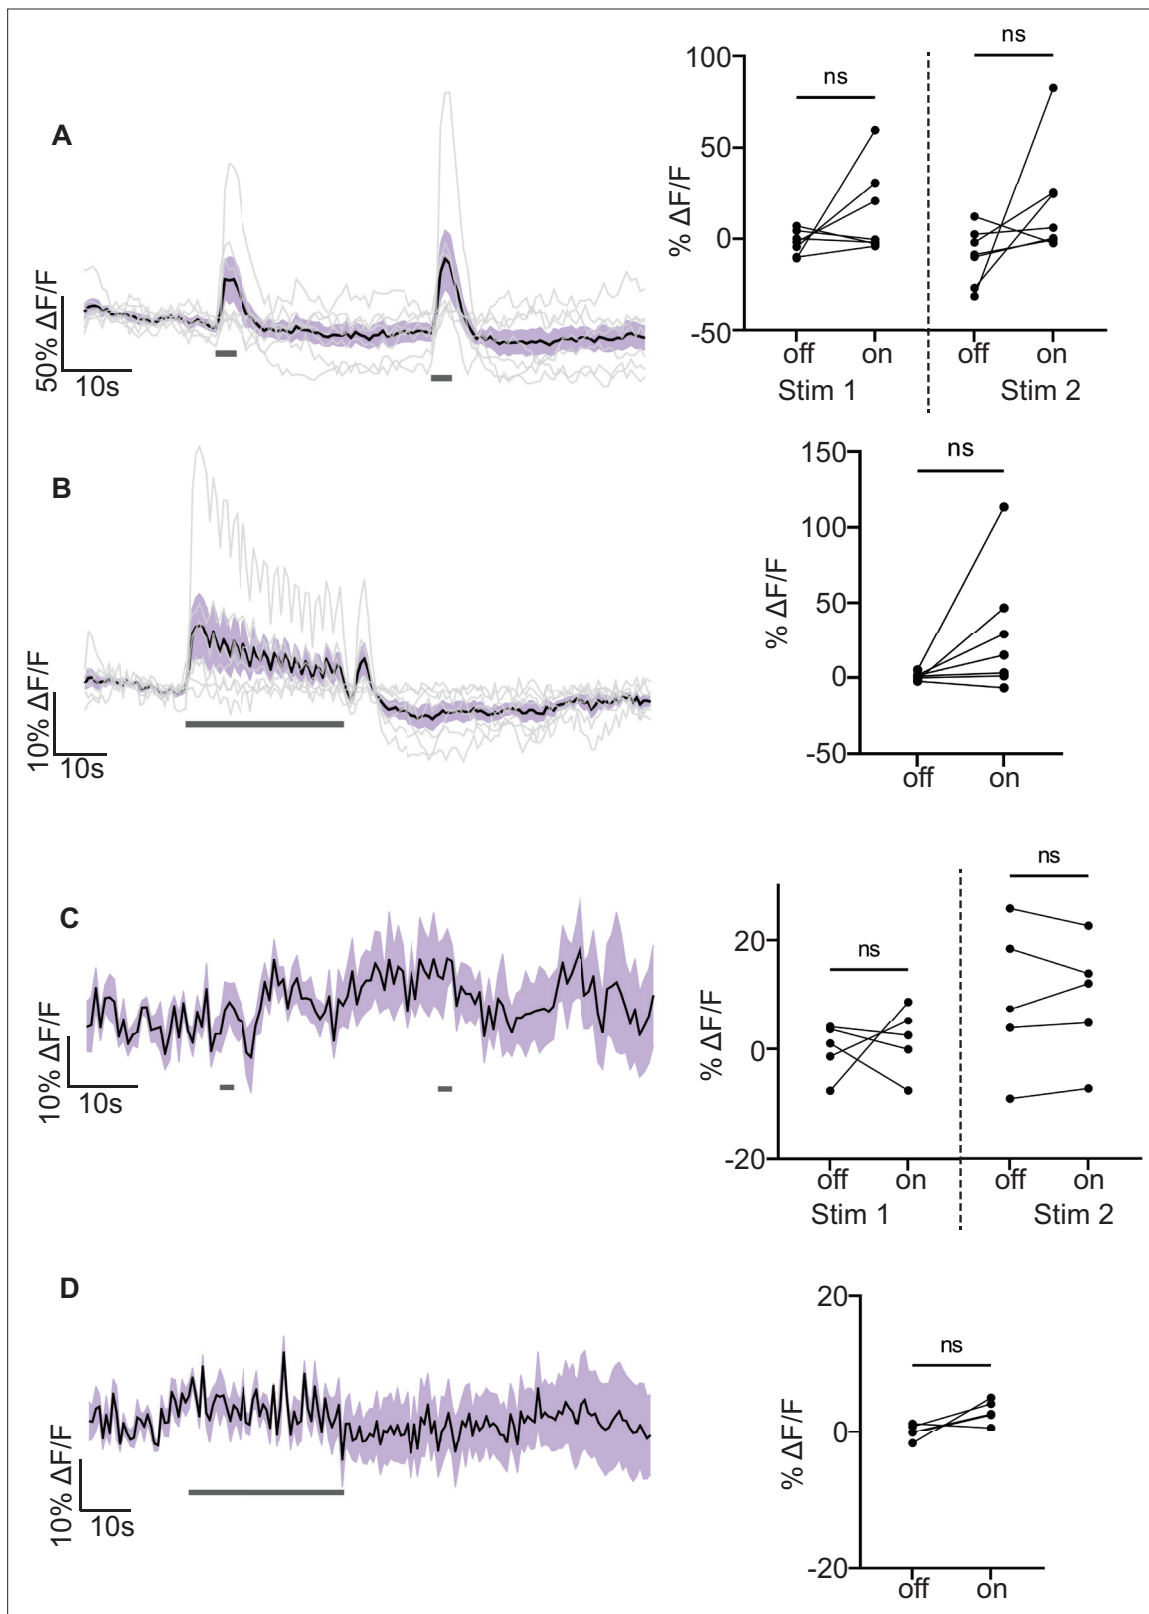 A
50% ΔF/F
10s
% ΔF/F
100
50
0
-50
ns
ns
off
on
off
on
Stim 1
Stim 2
B
10% ΔF/F
10s
% ΔF/F
150
100
50
0
-50
ns
off
on
C
10% ΔF/F
10s
% ΔF/F
20
0
-20
ns
ns
off
on
off
on
Stim 1
Stim 2
D
10% ΔF/F
10s
% ΔF/F
20
0
-20
ns
off
on